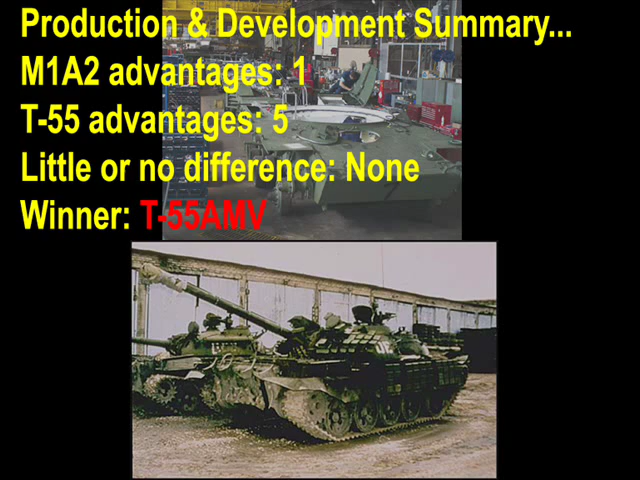 Production & Development Summary...
M1A2 advantages: 1
T-55 advantages: 5
Little or no difference: None
Winner: T-55AMV